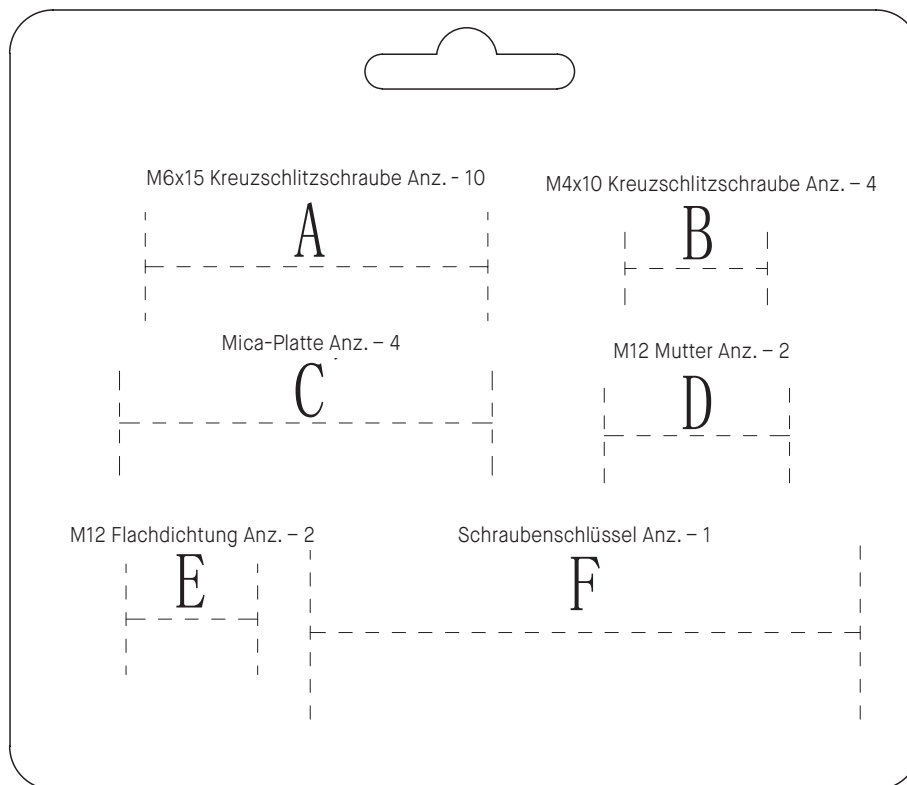 M6x15 Kreuzschlitzschraube Anz. - 10
M4x10 Kreuzschlitzschraube Anz. – 4
A
B
Mica-Platte Anz. – 4
M12 Mutter Anz. – 2
C
D
M12 Flachdichtung Anz. – 2
Schraubenschlüssel Anz. – 1
E
F